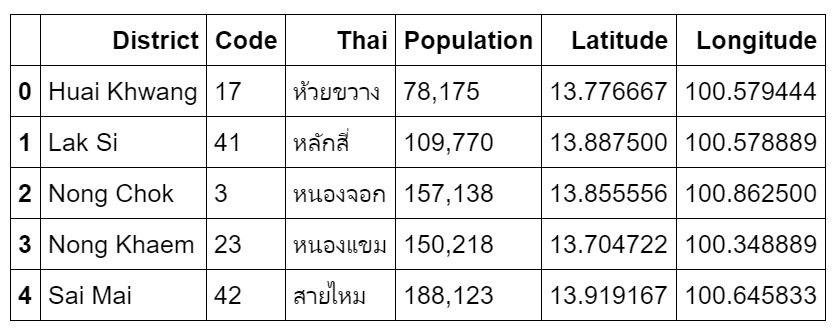 District Code Thai Population Latitude Longitude
0 Huai Khwang 17 ห้วยขวาง 78,175 13.776667 100.579444
1 Lak Si 41 หลักสี่ 109,770 13.887500 100.578889
2 Nong Chok 3 หนองจอก 157,138 13.855556 100.862500
3 Nong Khaem 23 หนองแขม 150,218 13.704722 100.348889
4 Sai Mai 42 สายไหม 188,123 13.919167 100.645833